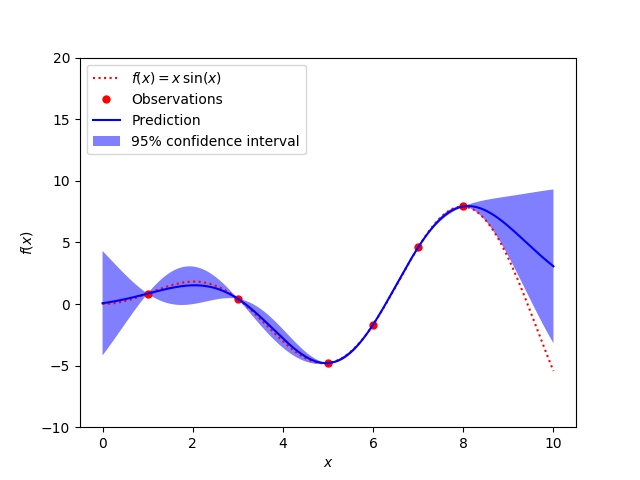 f(x) = x sin(x)
Observations
Prediction
95% confidence interval
f(x)
20
15
10
5
0
−5
−10
0 2 4 6 8 10
x